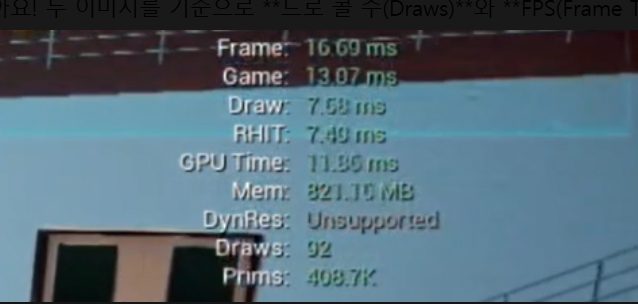 요! 두 이미지를 기준으로 **드로 콜 수(Draws)**와 **FPS(Frame T
Frame: 16.69 ms
Game: 13.07 ms
Draw: 7.58 ms
RHIT: 7.49 ms
GPU Time: 11.86 ms
Mem: 821.16 MB
DynRes: Unsupported
Draws: 92
Prims: 408.7K